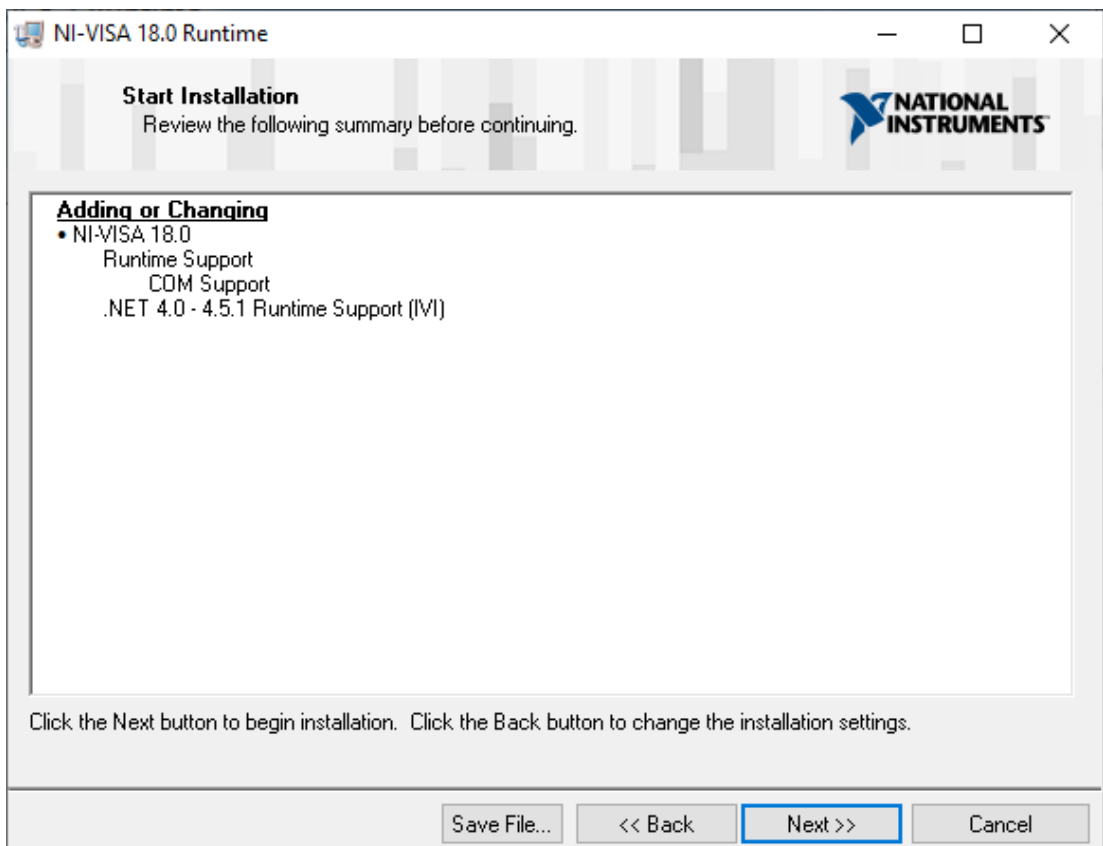 NI-VISA 18.0 Runtime
Start Installation
Review the following summary before continuing.
NATIONAL
INSTRUMENTS™
Adding or Changing
• NI-VISA 18.0
Runtime Support
COM Support
.NET 4.0 - 4.5.1 Runtime Support (IVI)
Click the Next button to begin installation. Click the Back button to change the installation settings.
Save File... << Back Next >> Cancel